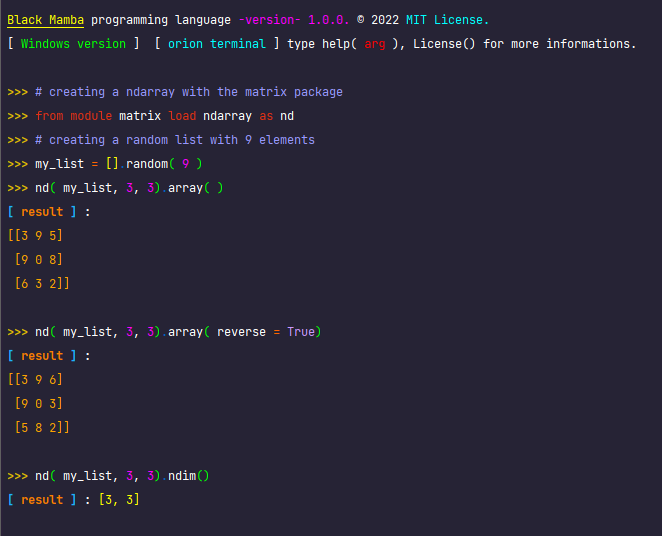 Black Mamba programming language -version- 1.0.0. © 2022 MIT License.
[ Windows version ]  [ orion terminal ] type help( arg ), License() for more informations.
>>> # creating a ndarray with the matrix package
>>> from module matrix load ndarray as nd
>>> # creating a random list with 9 elements
>>> my_list = [].random( 9 )
>>> nd( my_list, 3, 3).array( )
[ result ] :
[[3 9 5]
 [9 0 8]
 [6 3 2]]
>>> nd( my_list, 3, 3).array( reverse = True)
[ result ] :
[[3 9 6]
 [9 0 3]
 [5 8 2]]
>>> nd( my_list, 3, 3).ndim()
[ result ] : [3, 3]